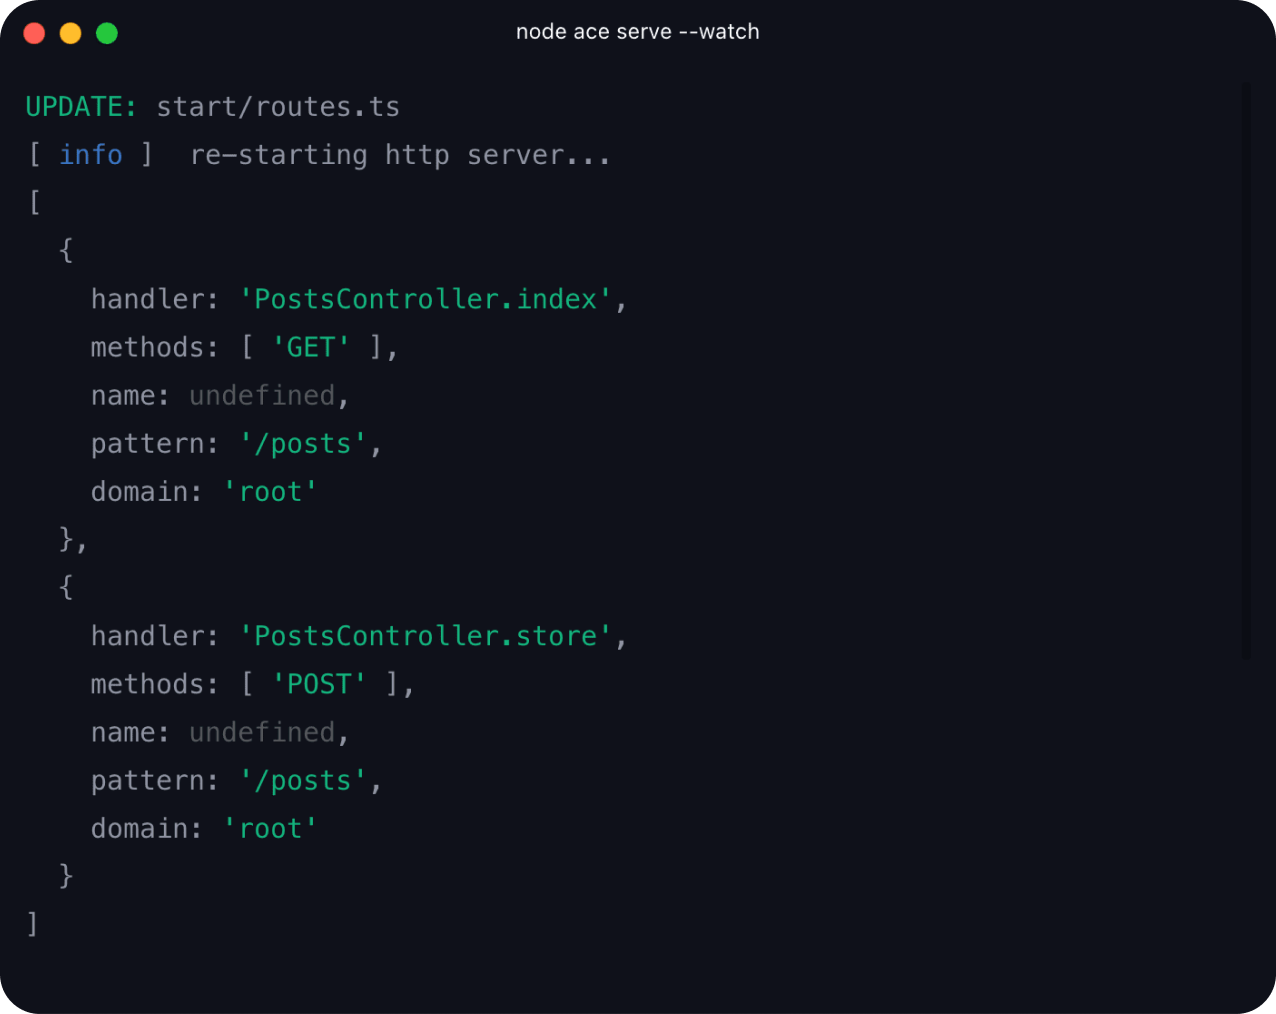 node ace serve --watch
UPDATE: start/routes.ts
[ info ]  re-starting http server...
[
  {
    handler: 'PostsController.index',
    methods: [ 'GET' ],
    name: undefined,
    pattern: '/posts',
    domain: 'root'
  },
  {
    handler: 'PostsController.store',
    methods: [ 'POST' ],
    name: undefined,
    pattern: '/posts',
    domain: 'root'
  }
]